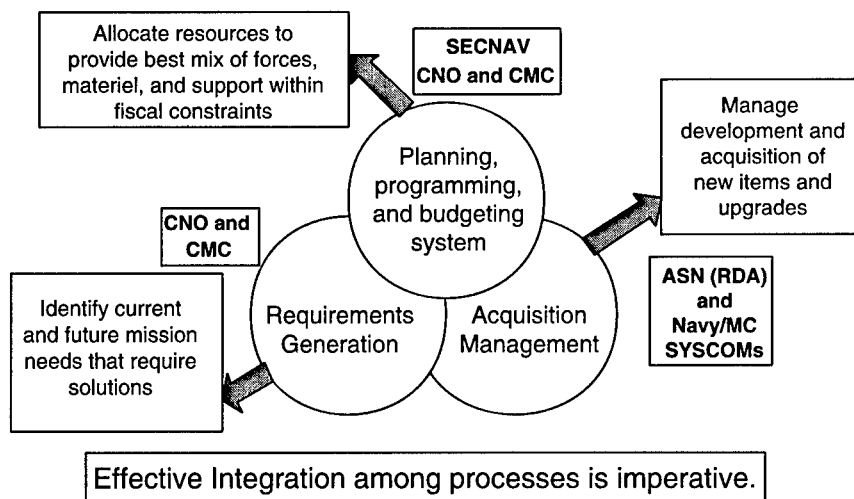 Allocate resources to
provide best mix of forces,
materiel, and support within
fiscal constraints
SECNAV
CNO and CMC
Manage
development and
acquisition of
new items and
upgrades
Planning,
programming,
and budgeting
system
CNO and
CMC
ASN (RDA)
and
Navy/MC
SYSCOMs
Identify current
and future mission
needs that require
solutions
Requirements
Generation
Acquisition
Management
Effective Integration among processes is imperative.